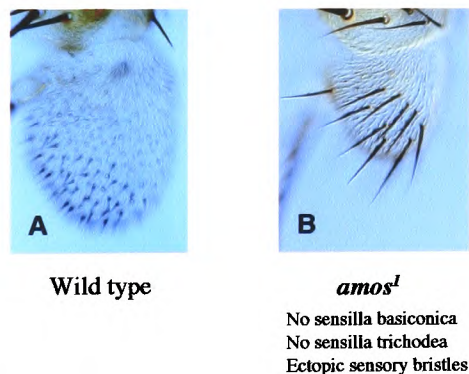 A
B
Wild type
amos¹
No sensilla basiconica
No sensilla trichodea
Ectopic sensory bristles